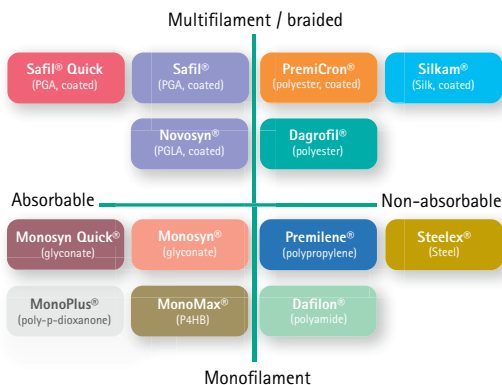 Multifilament / braided
Safil® Quick
(PGA, coated)
Safil®
(PGA, coated)
PremiCron®
(polyester, coated)
Silkam®
(Silk, coated)
Novosyn®
(PGLA, coated)
Dagrofil®
(polyester)
Absorbable
Non-absorbable
Monosyn Quick®
(glyconate)
Monosyn®
(glyconate)
Premilene®
(polypropylene)
Steelex®
(Steel)
MonoPlus®
(poly-p-dioxanone)
MonoMax®
(P4HB)
Dafilon®
(polyamide)
Monofilament